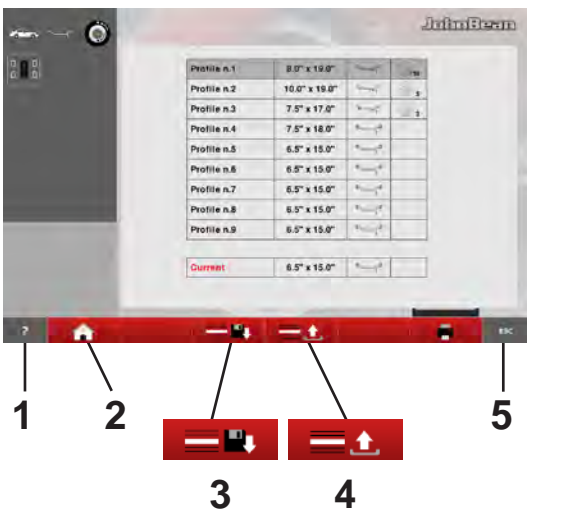 JohnBean
Profile n.1 8.0" x 19.0"
Profile n.2 10.0" x 19.0"
Profile n.3 7.5" x 17.0"
Profile n.4 7.5" x 18.0"
Profile n.5 6.5" x 15.0"
Profile n.6 6.5" x 15.0"
Profile n.7 6.5" x 15.0"
Profile n.8 6.5" x 15.0"
Profile n.9 6.5" x 15.0"
Current 6.5" x 15.0"
? ESC
1 2 5
3 4